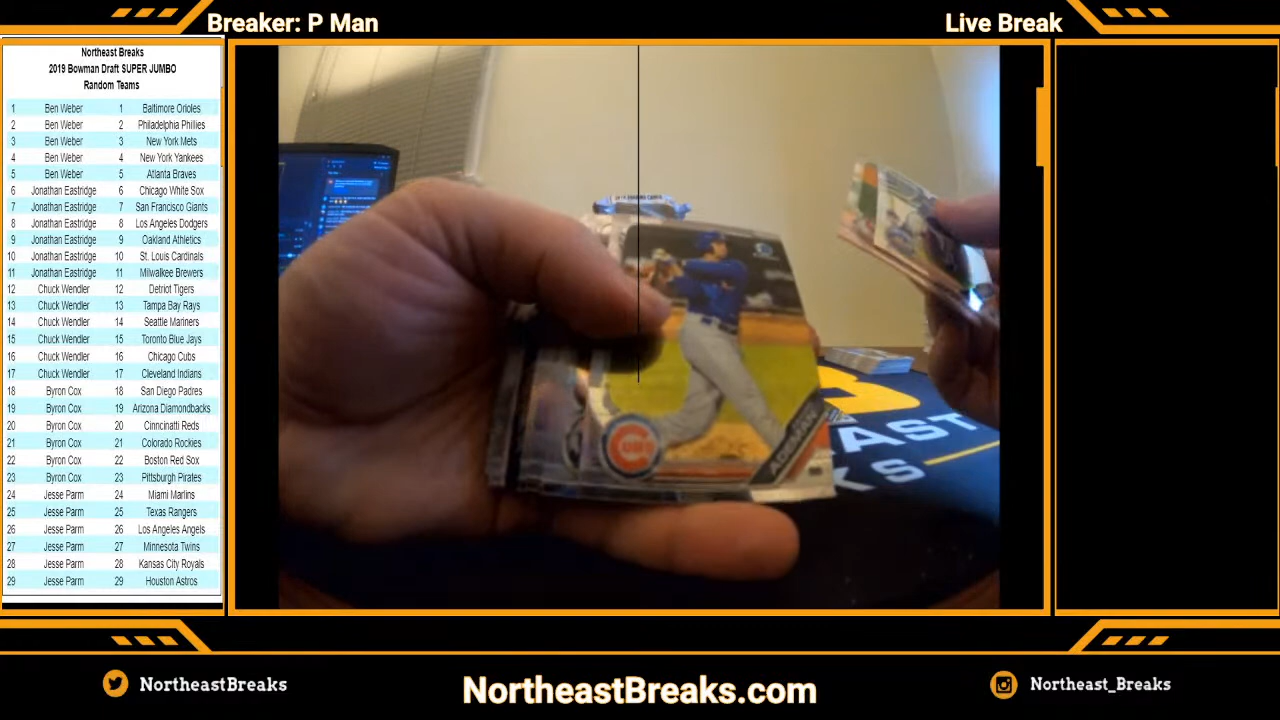 Breaker: P Man
Live Break
Northeast Breaks
2019 Bowman Draft SUPER JUMBO
Random Teams
1 Ben Weber 1 Baltimore Orioles
2 Ben Weber 2 Philadelphia Phillies
3 Ben Weber 3 New York Mets
4 Ben Weber 4 New York Yankees
5 Ben Weber 5 Atlanta Braves
6 Jonathan Eastridge 6 Chicago White Sox
7 Jonathan Eastridge 7 San Francisco Giants
8 Jonathan Eastridge 8 Los Angeles Dodgers
9 Jonathan Eastridge 9 Oakland Athletics
10 Jonathan Eastridge 10 St. Louis Cardinals
11 Jonathan Eastridge 11 Milwalkee Brewers
12 Chuck Wendler 12 Detriot Tigers
13 Chuck Wendler 13 Tampa Bay Rays
14 Chuck Wendler 14 Seattle Mariners
15 Chuck Wendler 15 Toronto Blue Jays
16 Chuck Wendler 16 Chicago Cubs
17 Chuck Wendler 17 Cleveland Indians
18 Byron Cox 18 San Diego Padres
19 Byron Cox 19 Arizona Diamondbacks
20 Byron Cox 20 Cinncinatti Reds
21 Byron Cox 21 Colorado Rockies
22 Byron Cox 22 Boston Red Sox
23 Byron Cox 23 Pittsburgh Pirates
24 Jesse Parm 24 Miami Marlins
25 Jesse Parm 25 Texas Rangers
26 Jesse Parm 26 Los Angeles Angels
27 Jesse Parm 27 Minnesota Twins
28 Jesse Parm 28 Kansas City Royals
29 Jesse Parm 29 Houston Astros
AST
KS
NortheastBreaks
NortheastBreaks.com
Northeast_Breaks